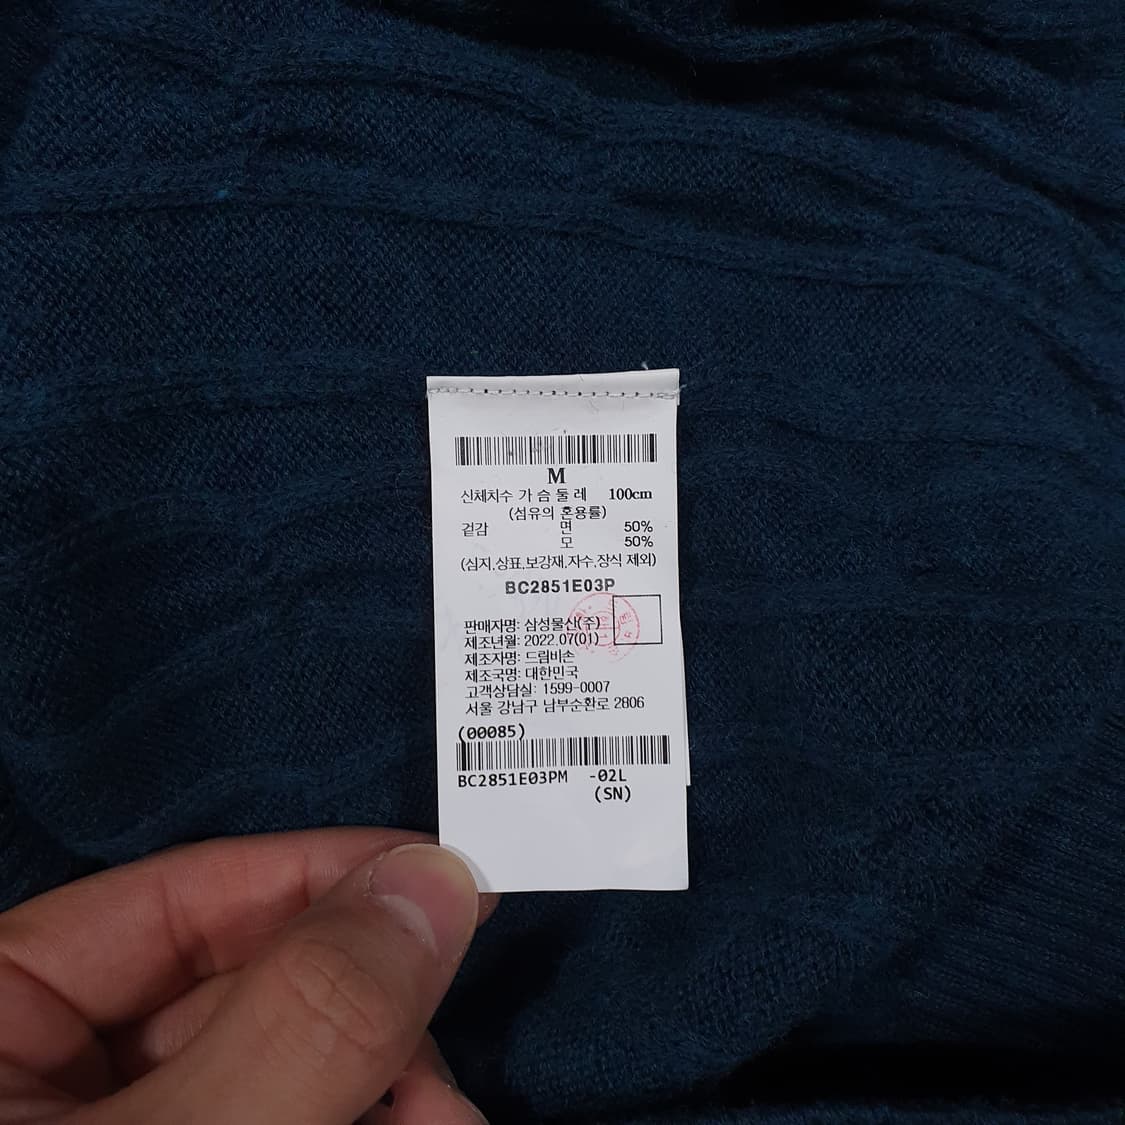 M
신체치수 가 슴 둘 레 100cm
(섬유의 혼용률)
겉감 면 50%
모 50%
(심지,상표,보강재,자수,장식 제외)
BC2851E03P
판매자명: 삼성물산(주)
제조년월: 2022.07(01)
제조자명: 드림비손
제조국명: 대한민국
고객상담실: 1599-0007
서울 강남구 남부순환로 2806
(00085)
BC2851E03PM -02L
(SN)